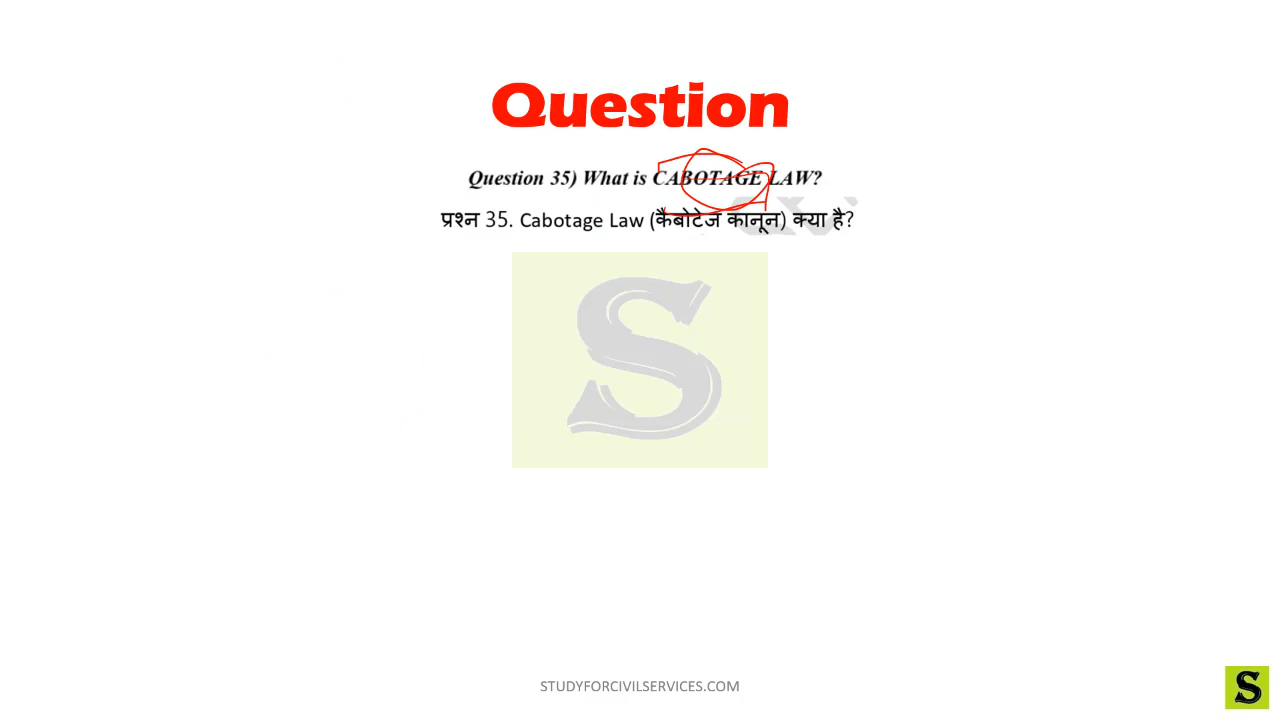 Question
Question 35) What is CABOTAGE LAW?
प्रश्न 35. Cabotage Law (कैबोटेज कानून) क्या है?
S
STUDYFORCIVILSERVICES.COM
S